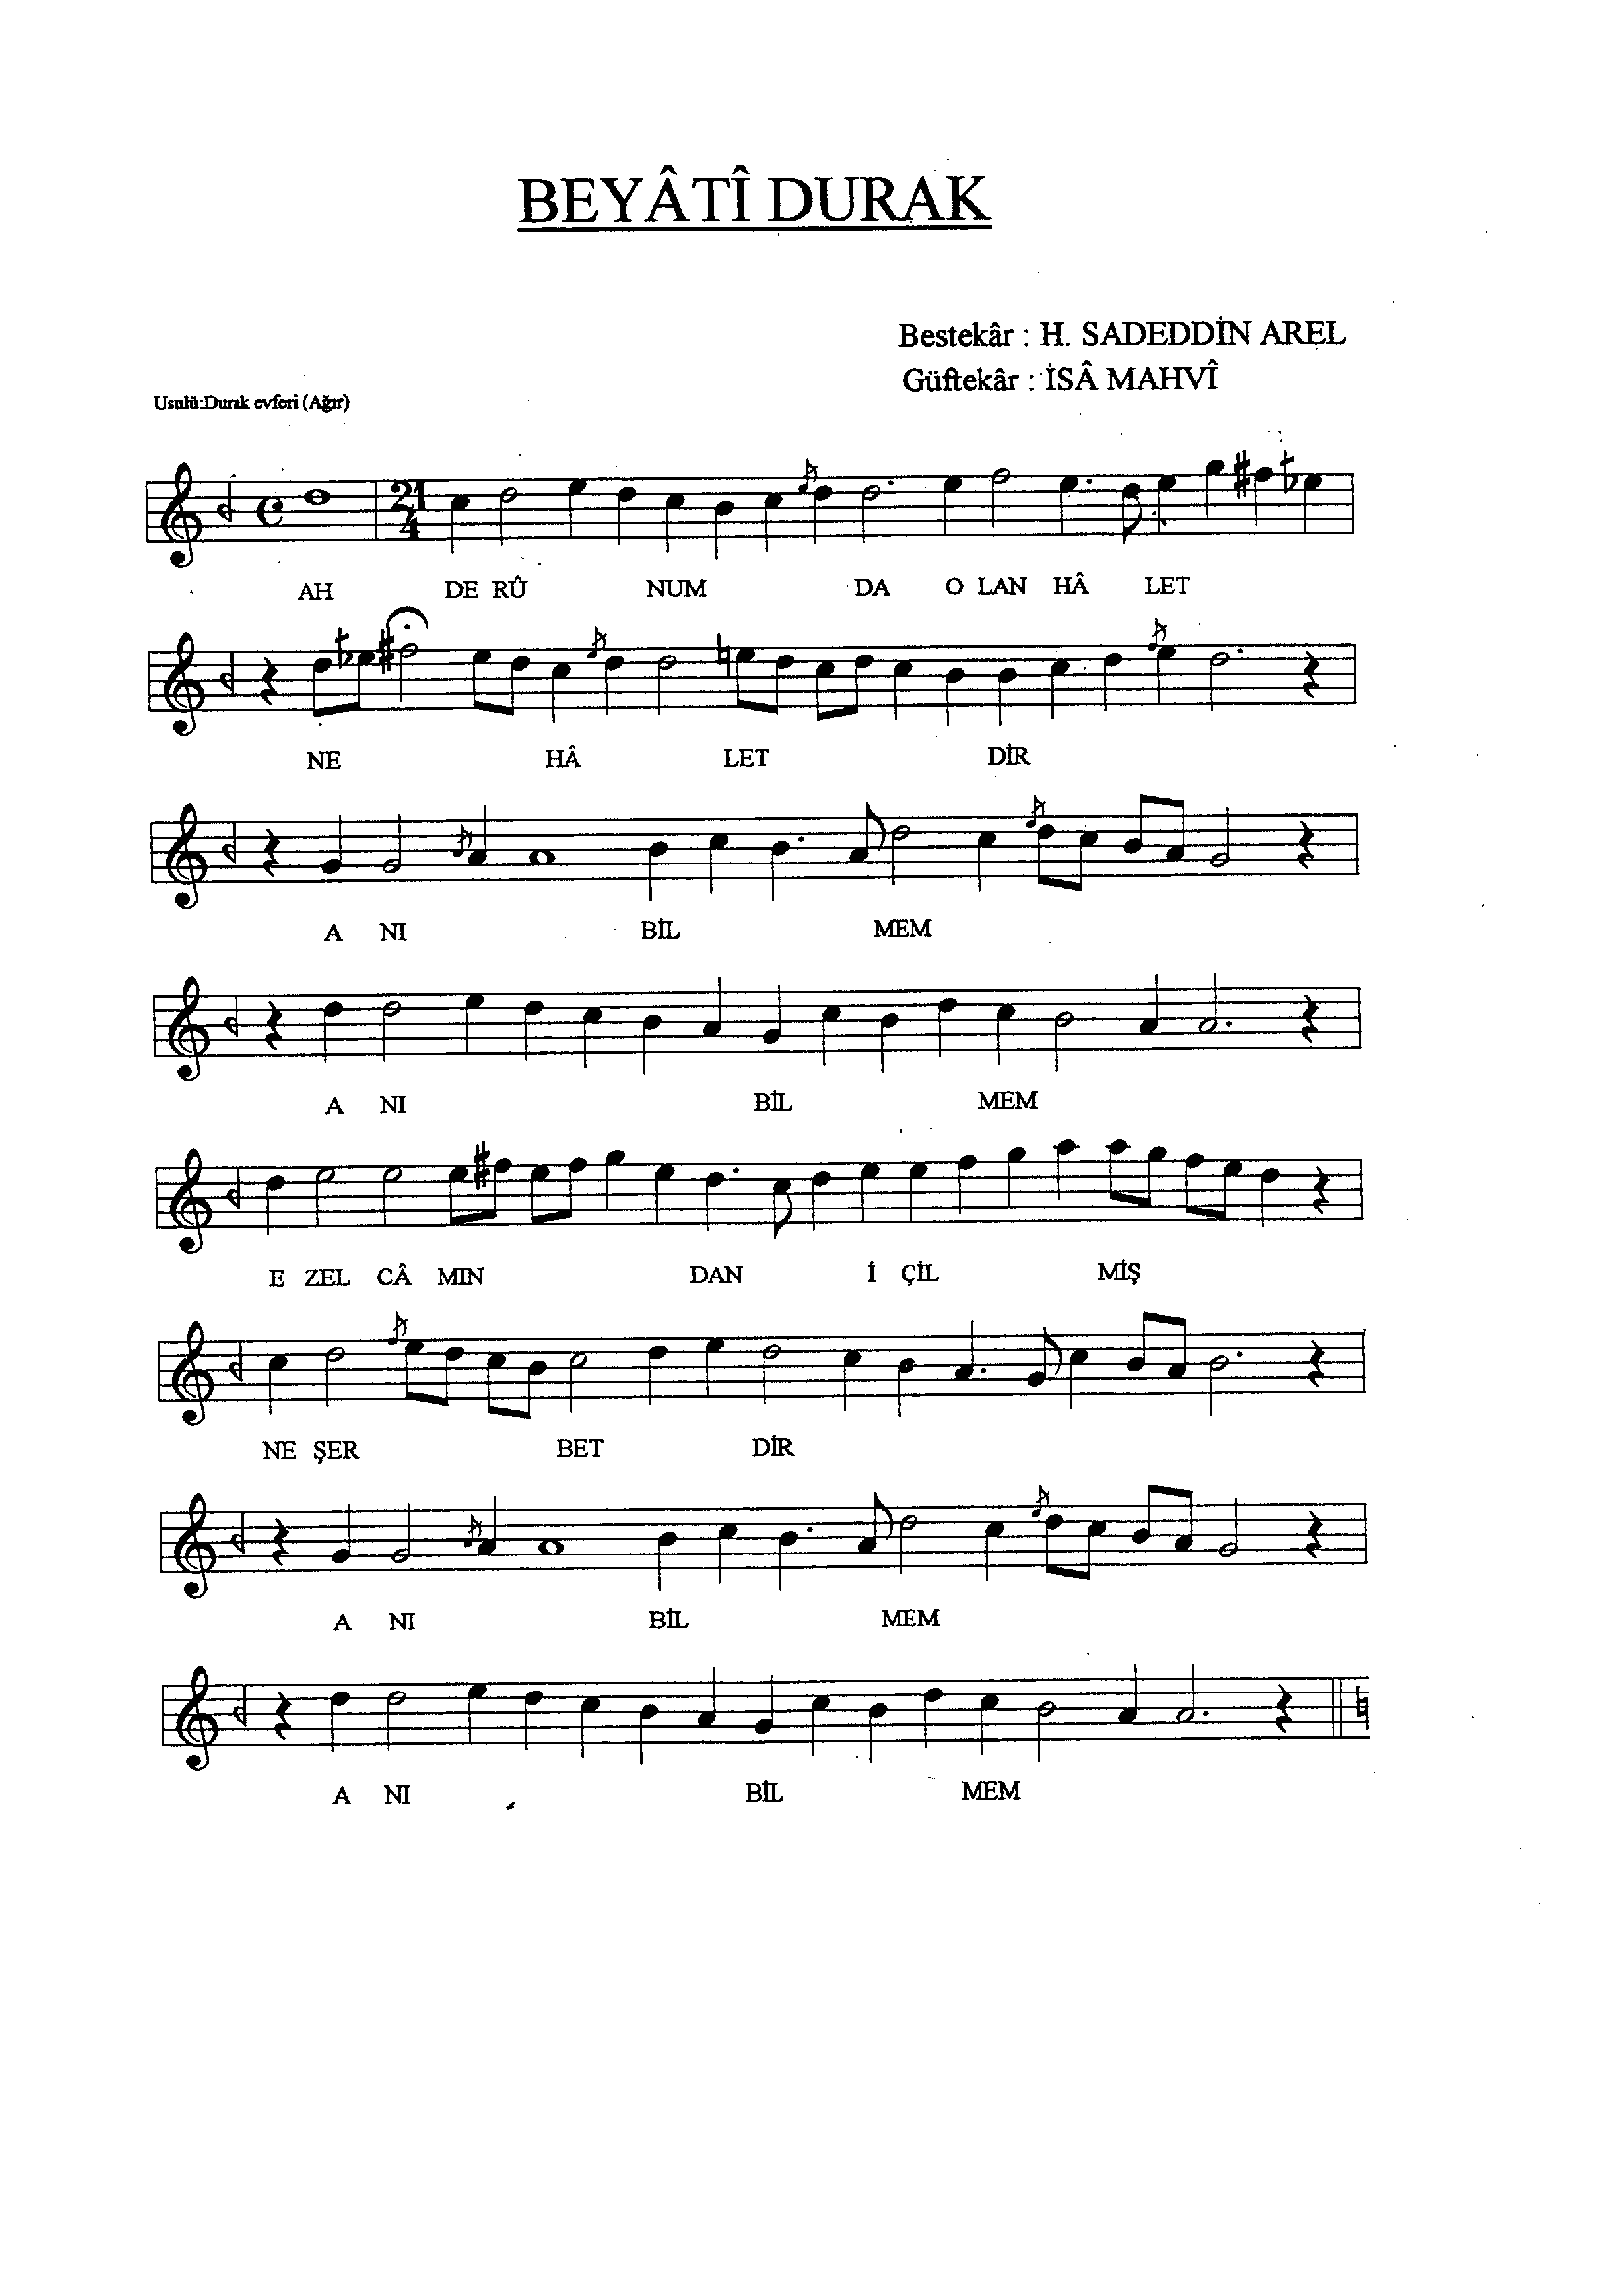 BEYÂTÎ DURAK
Bestekâr : H. SADEDDİN AREL
Güftekâr : İSÂ MAHVÎ
Usulü:Durak evferi (Ağır)
21
4
AH DE RÛ NUM DA O LAN HÂ LET
NE HÂ LET DİR
A NI BİL MEM
A NI BİL MEM
E ZEL CÂ MIN DAN İ ÇİL MİŞ
NE ŞER BET DİR
A NI BİL MEM
A NI BİL MEM